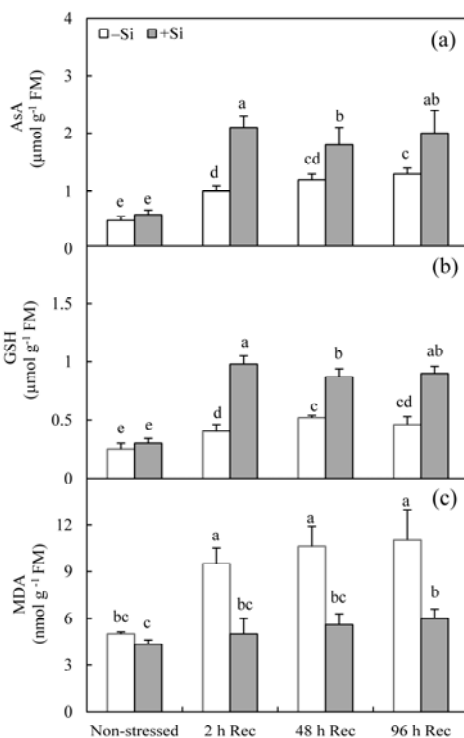 4
−Si +Si
(a)
3
a
ab
b
AsA
(µmol g-1 FM)
2
cd
c
d
1
e e
0
(b)
1.5
GSH
(µmol g-1 FM)
a
b
ab
1
d
c
cd
0.5
e e
0
(c)
12
a
a
a
MDA
(nmol g -1 FM)
9
bc
c
bc
bc
b
6
3
0
Non-stressed 2 h Rec 48 h Rec 96 h Rec